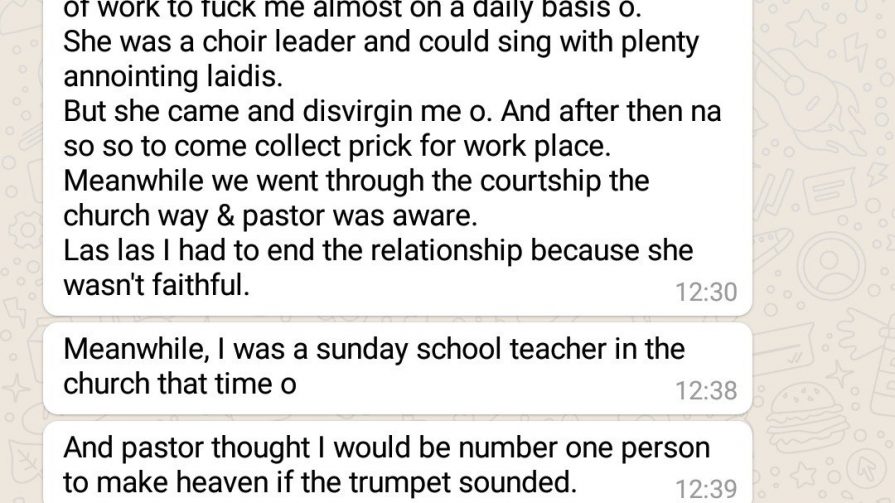 of work to fuck me almost on a daily basis o.
She was a choir leader and could sing with plenty
annointing laidis.
But she came and disvirgin me o. And after then na
so so to come collect prick for work place.
Meanwhile we went through the courtship the
church way & pastor was aware.
Las las I had to end the relationship because she
wasn't faithful.
12:30
Meanwhile, I was a sunday school teacher in the
church that time o
12:38
And pastor thought I would be number one person
to make heaven if the trumpet sounded.
12:39